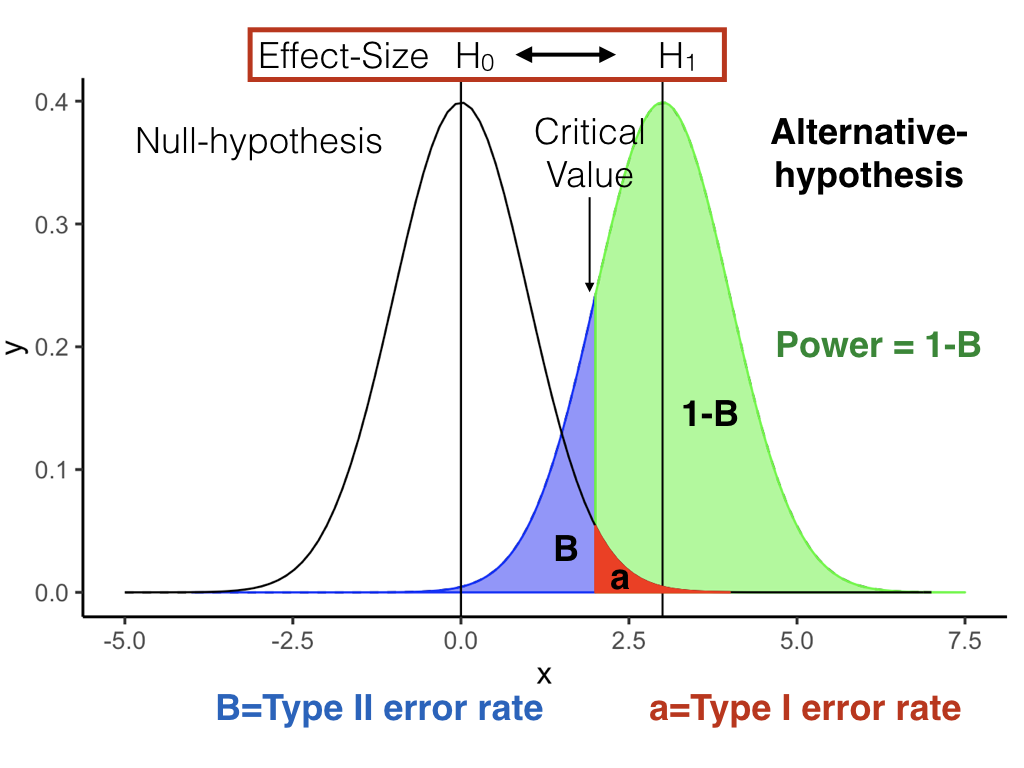 Effect-Size H₀ H₁
0.4
Null-hypothesis
Critical
Value
Alternative-
hypothesis
0.3
y
0.2
Power = 1-B
1-B
0.1
B
a
0.0
-5.0 -2.5 0.0 2.5 5.0 7.5
x
B=Type II error rate
a=Type I error rate